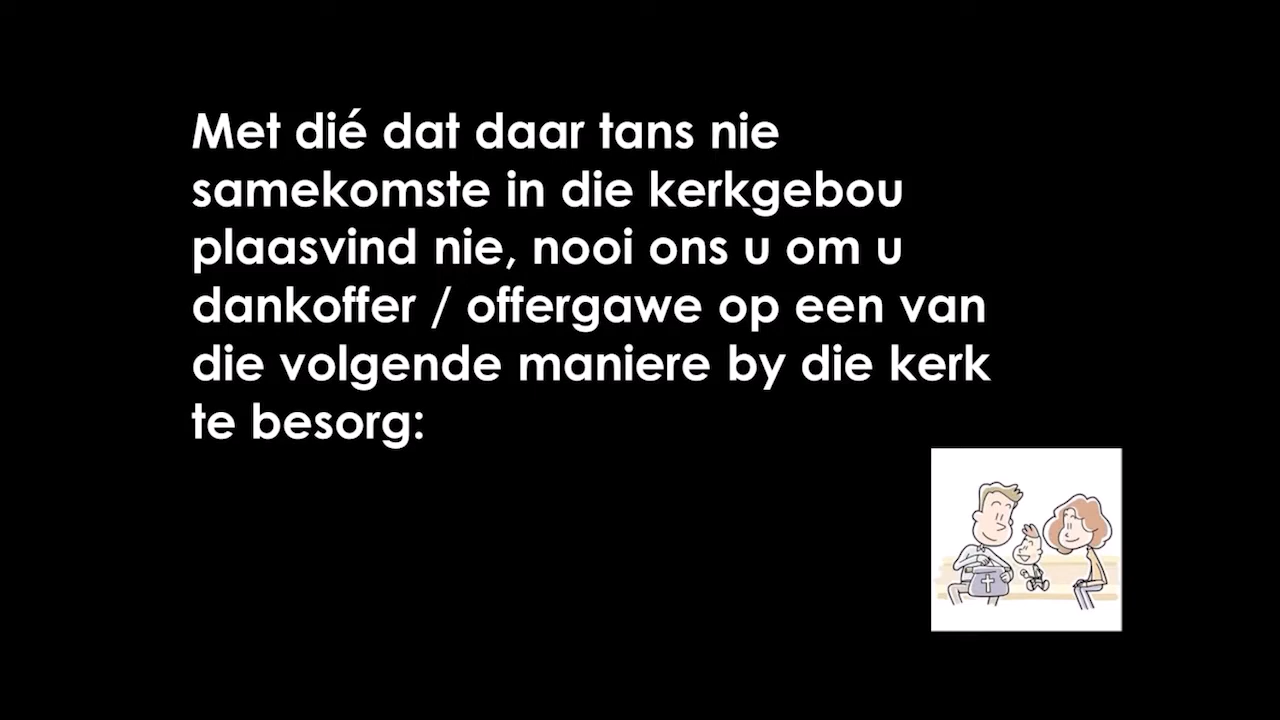 Met dié dat daar tans nie
samekomste in die kerkgebou
plaasvind nie, nooi ons u om u
dankoffer / offergawe op een van
die volgende maniere by die kerk
te besorg: